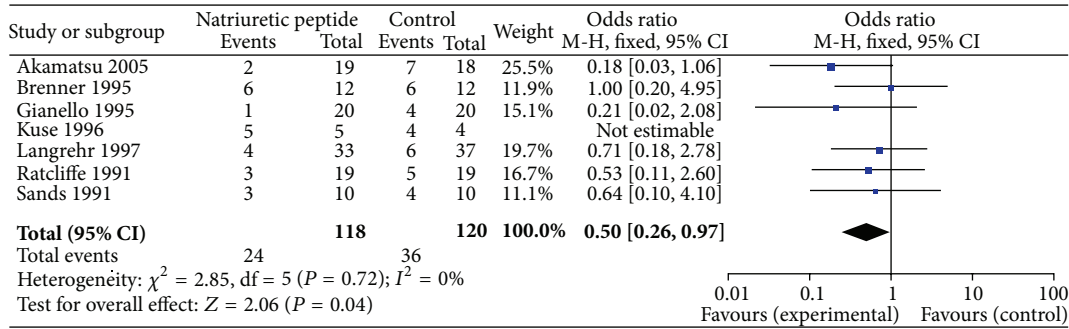 Study or subgroup Natriuretic peptide Control Weight Odds ratio Odds ratio
Events Total Events Total M-H, fixed, 95% CI M-H, fixed, 95% CI
Akamatsu 2005 2 19 7 18 25.5% 0.18 [0.03, 1.06]
Brenner 1995 6 12 6 12 11.9% 1.00 [0.20, 4.95]
Gianello 1995 1 20 4 20 15.1% 0.21 [0.02, 2.08]
Kuse 1996 5 5 4 4 Not estimable
Langrehr 1997 4 33 6 37 19.7% 0.71 [0.18, 2.78]
Ratcliffe 1991 3 19 5 19 16.7% 0.53 [0.11, 2.60]
Sands 1991 3 10 4 10 11.1% 0.64 [0.10, 4.10]
Total (95% CI) 118 120 100.0% 0.50 [0.26, 0.97]
Total events 24 36
Heterogeneity: χ² = 2.85, df = 5 (P = 0.72); I² = 0%
Test for overall effect: Z = 2.06 (P = 0.04)
0.01 0.1 1 10 100
Favours (experimental) Favours (control)